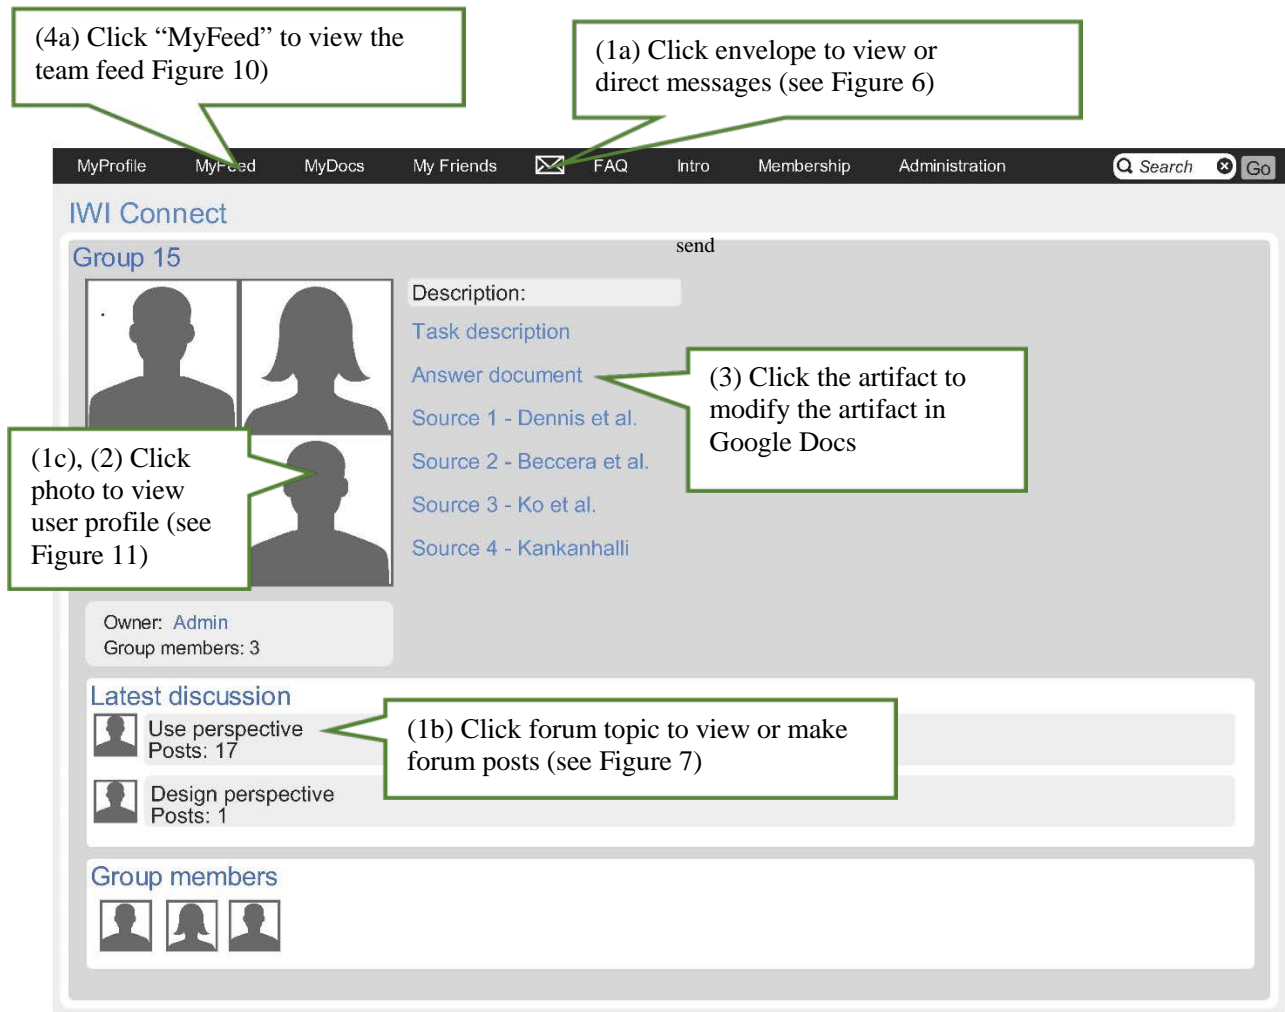 (4a) Click “MyFeed” to view the
team feed Figure 10)
(1a) Click envelope to view or
direct messages (see Figure 6)
MyProfile MyFeed MyDocs My Friends FAQ Intro Membership Administration Search Go
IWI Connect
send
Group 15
Description:
Task description
Answer document
(3) Click the artifact to
modify the artifact in
Google Docs
Source 1 - Dennis et al.
Source 2 - Beccera et al.
Source 3 - Ko et al.
Source 4 - Kankanhalli
(1c), (2) Click
photo to view
user profile (see
Figure 11)
Owner: Admin
Group members: 3
Latest discussion
Use perspective
Posts: 17
(1b) Click forum topic to view or make
forum posts (see Figure 7)
Design perspective
Posts: 1
Group members